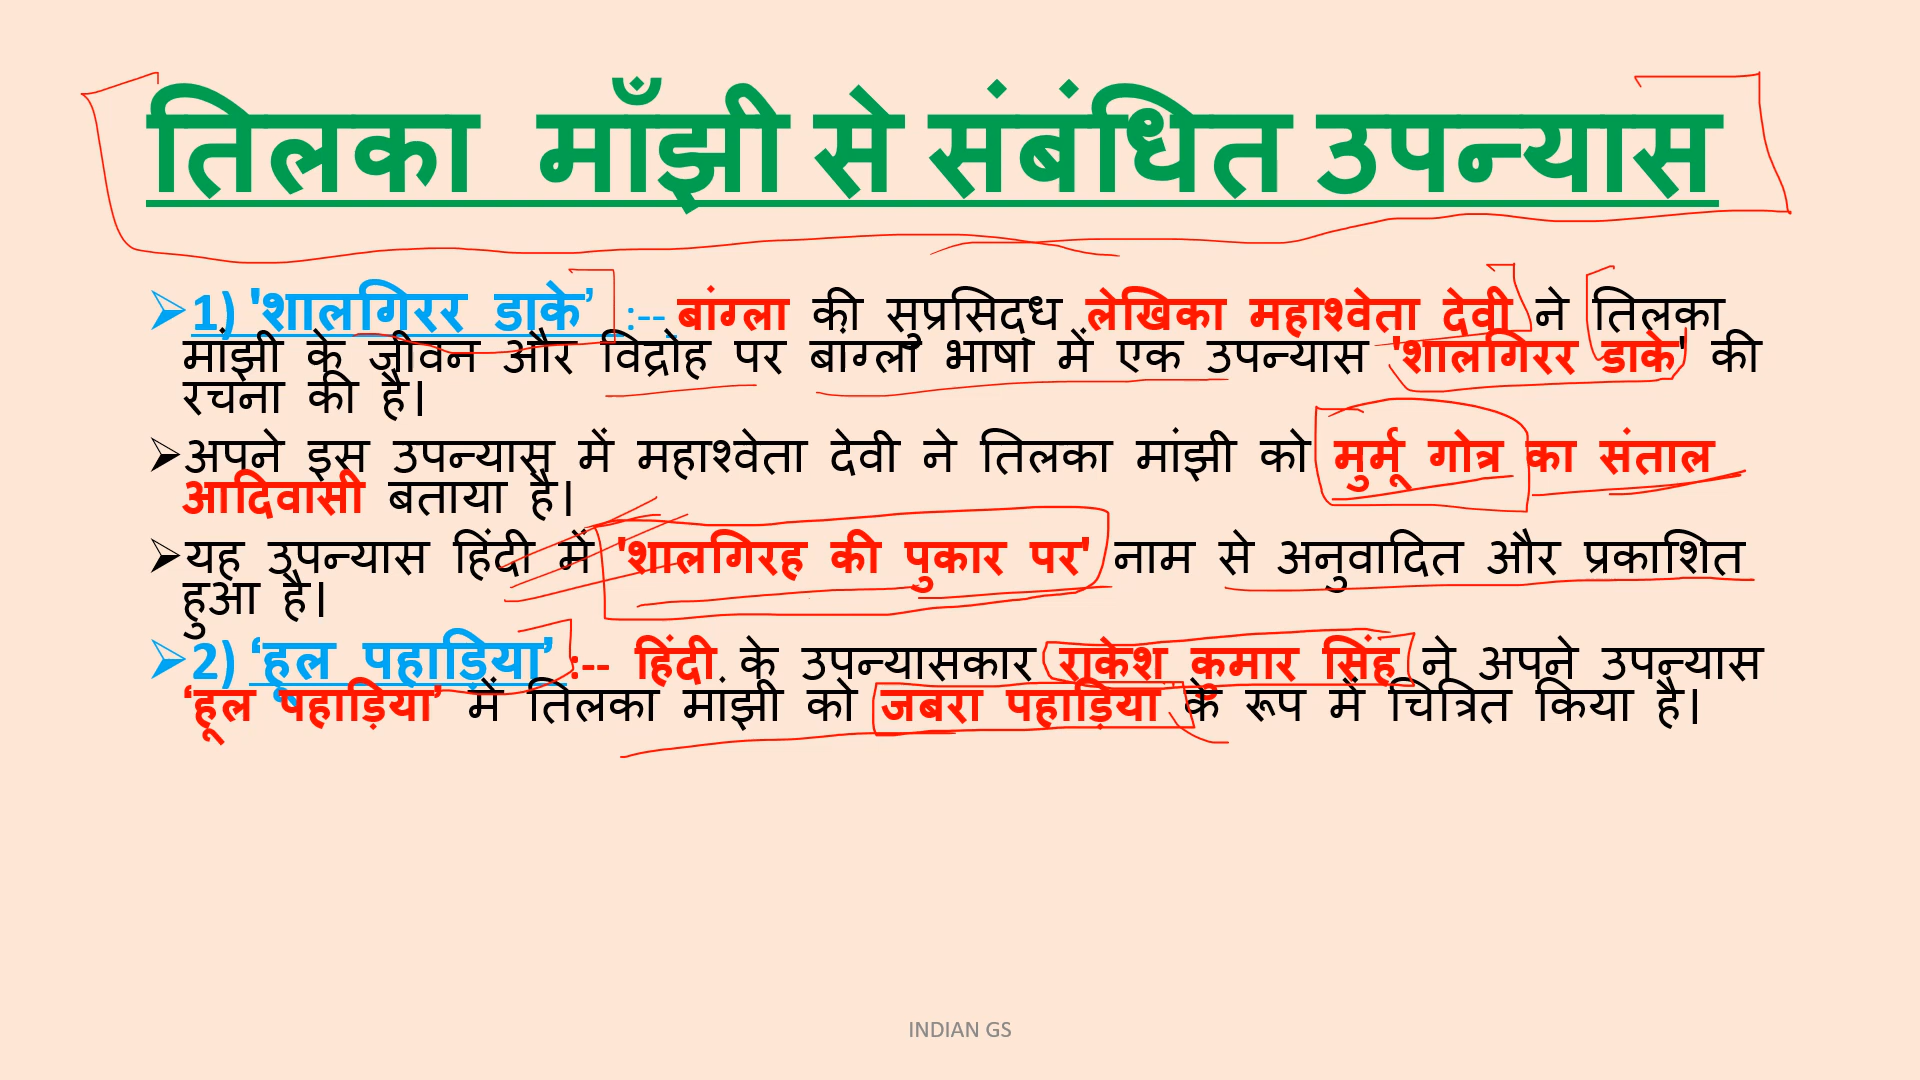 तिलका माँझी से संबंधित उपन्यास
➢1) 'शालगिरर डाके’ :-- बांग्ला की सुप्रसिद्ध लेखिका महाश्वेता देवी ने तिलका
मांझी के जीवन और विद्रोह पर बांग्ला भाषा में एक उपन्यास 'शालगिरर डाके' की
रचना की है।
➢अपने इस उपन्यास में महाश्वेता देवी ने तिलका मांझी को मुर्मू गोत्र का संताल
आदिवासी बताया है।
➢यह उपन्यास हिंदी में 'शालगिरह की पुकार पर' नाम से अनुवादित और प्रकाशित
हुआ है।
➢2) ‘हूल पहाड़िया’ :-- हिंदी के उपन्यासकार राकेश कुमार सिंह ने अपने उपन्यास
‘हूल पहाड़िया’ में तिलका मांझी को जबरा पहाड़िया के रूप में चित्रित किया है।
INDIAN GS